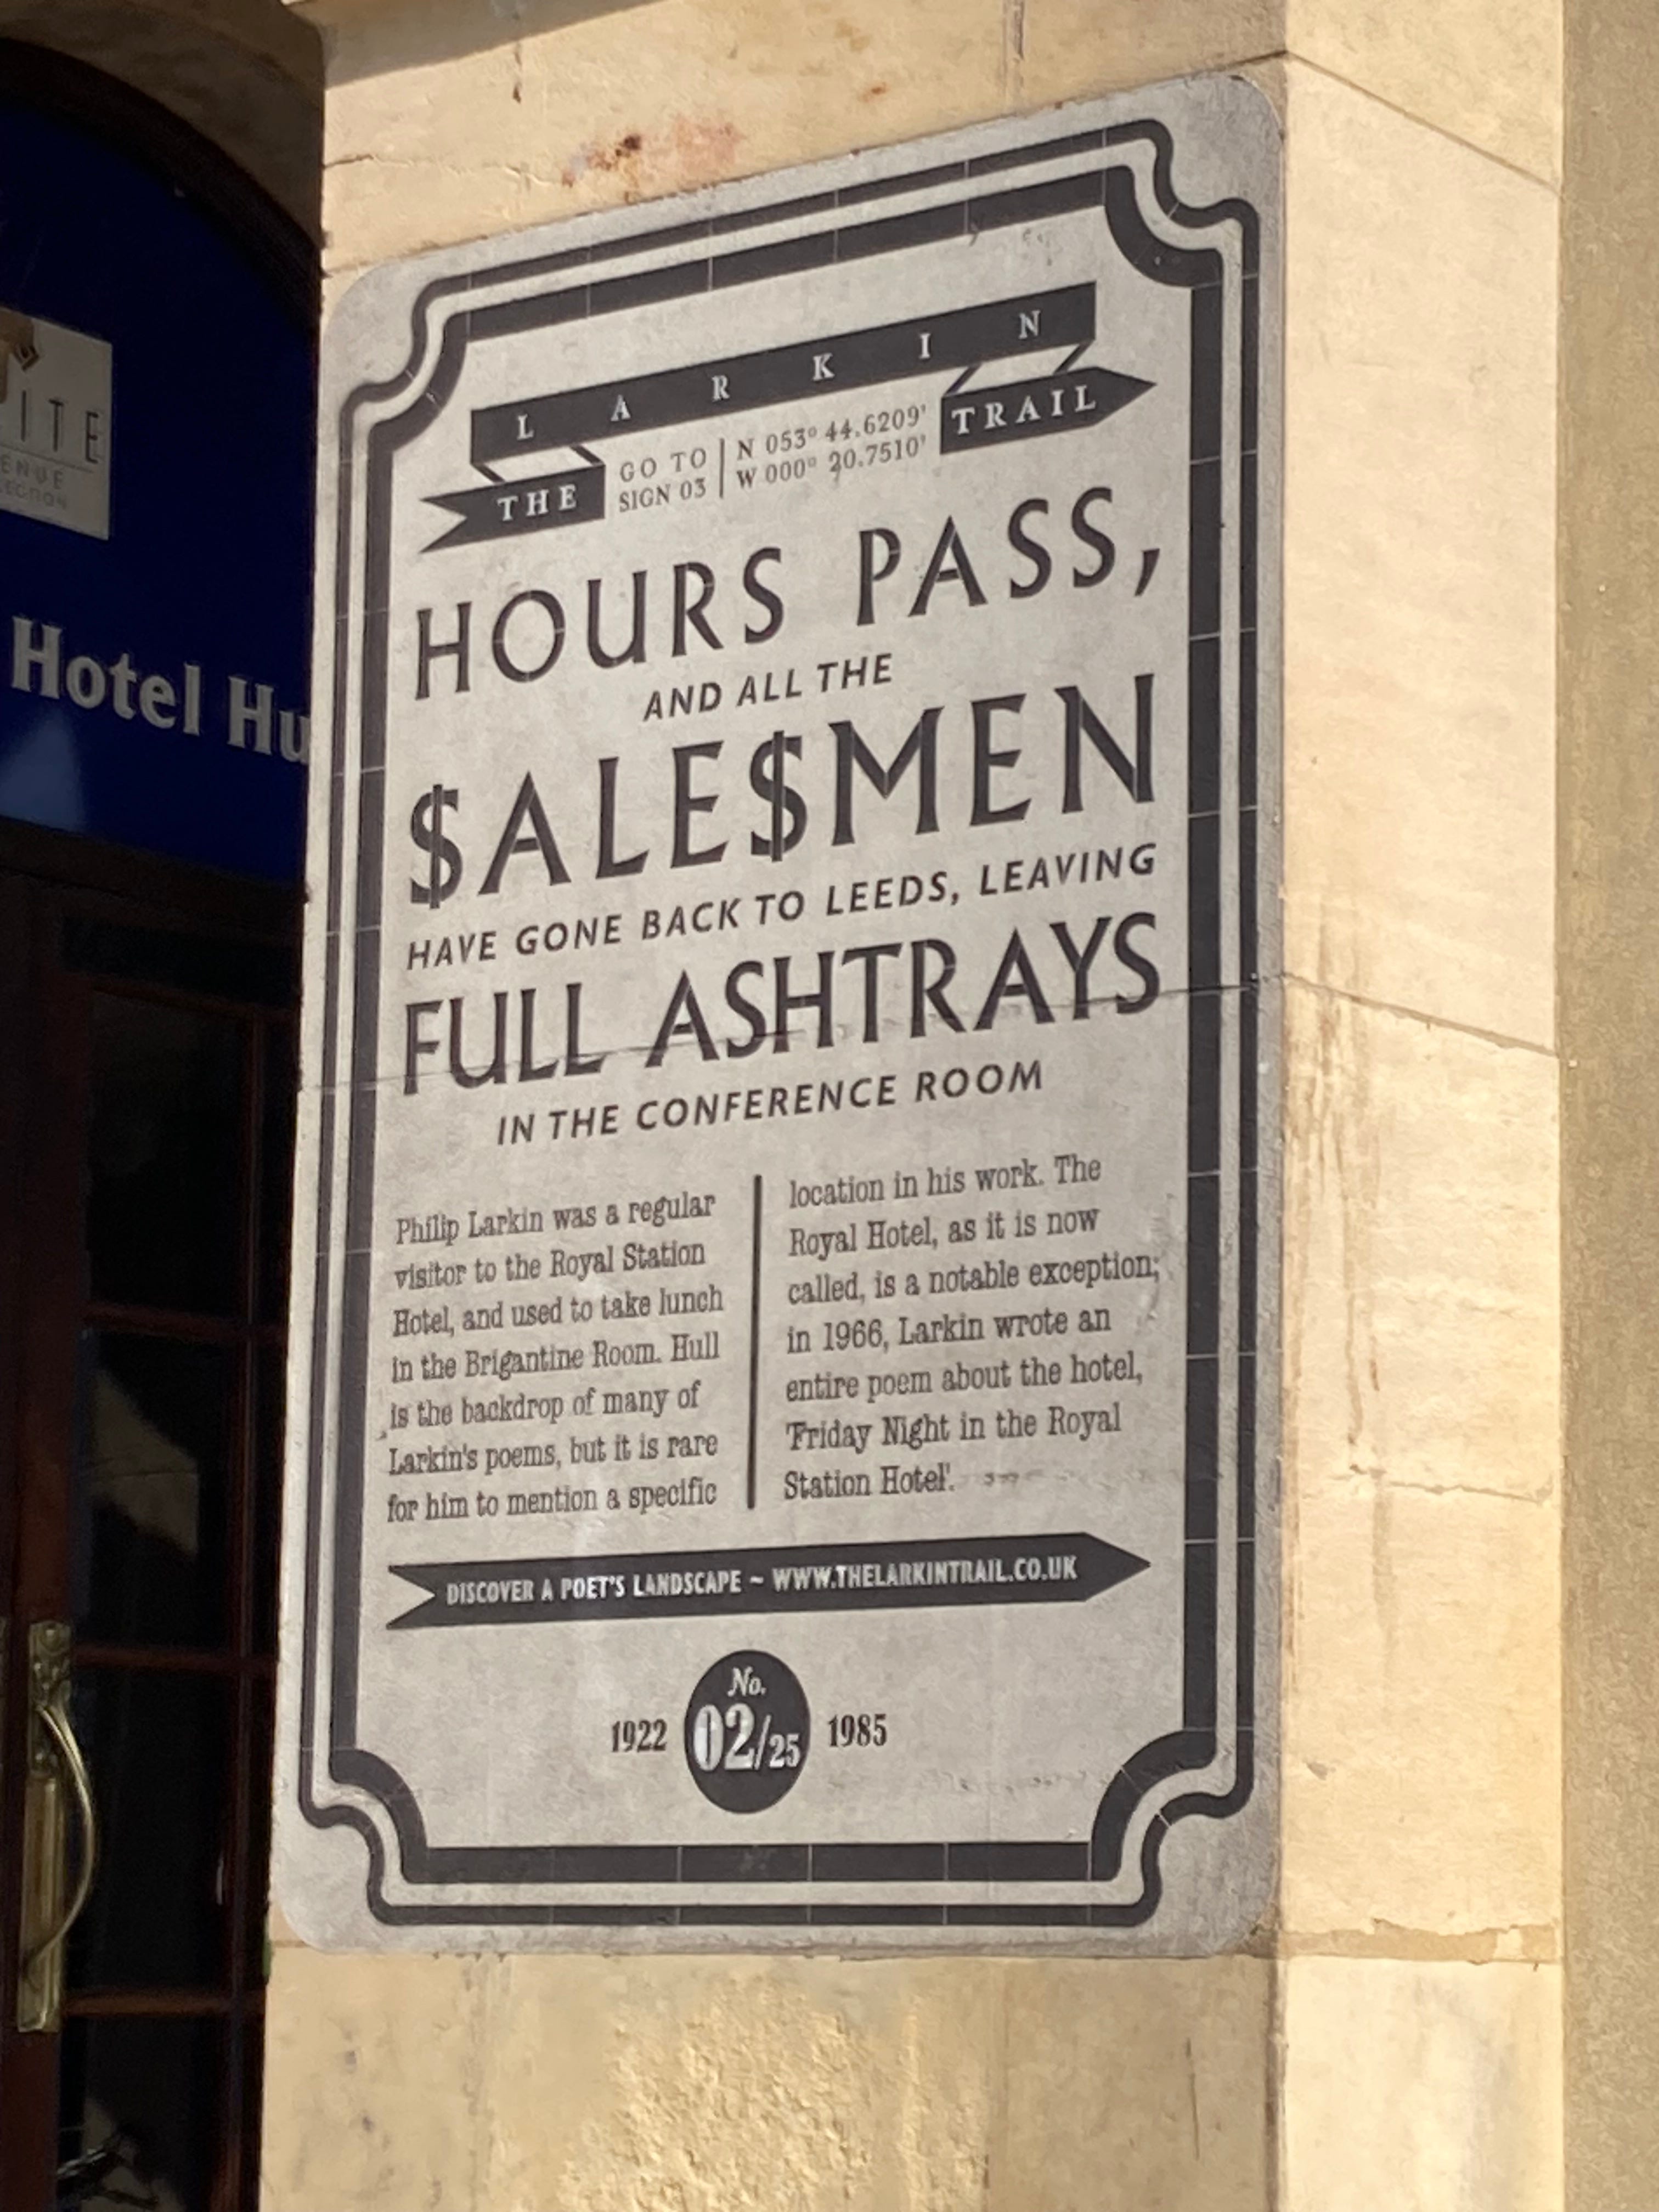 ITE
ENUE
LECTION
Hotel Hu
LARKIN
THE
GO TO
SIGN 03
N 053° 44.6209'
W 000° 20.7510'
TRAIL
HOURS PASS,
AND ALL THE
$ALE$MEN
HAVE GONE BACK TO LEEDS, LEAVING
FULL ASHTRAYS
IN THE CONFERENCE ROOM
Philip Larkin was a regular
visitor to the Royal Station
Hotel, and used to take lunch
in the Brigantine Room. Hull
is the backdrop of many of
Larkin's poems, but it is rare
for him to mention a specific
location in his work. The
Royal Hotel, as it is now
called, is a notable exception;
in 1966, Larkin wrote an
entire poem about the hotel,
'Friday Night in the Royal
Station Hotel'.
DISCOVER A POET'S LANDSCAPE ~ WWW.THELARKINTRAIL.CO.UK
No.
1922 02/25 1985